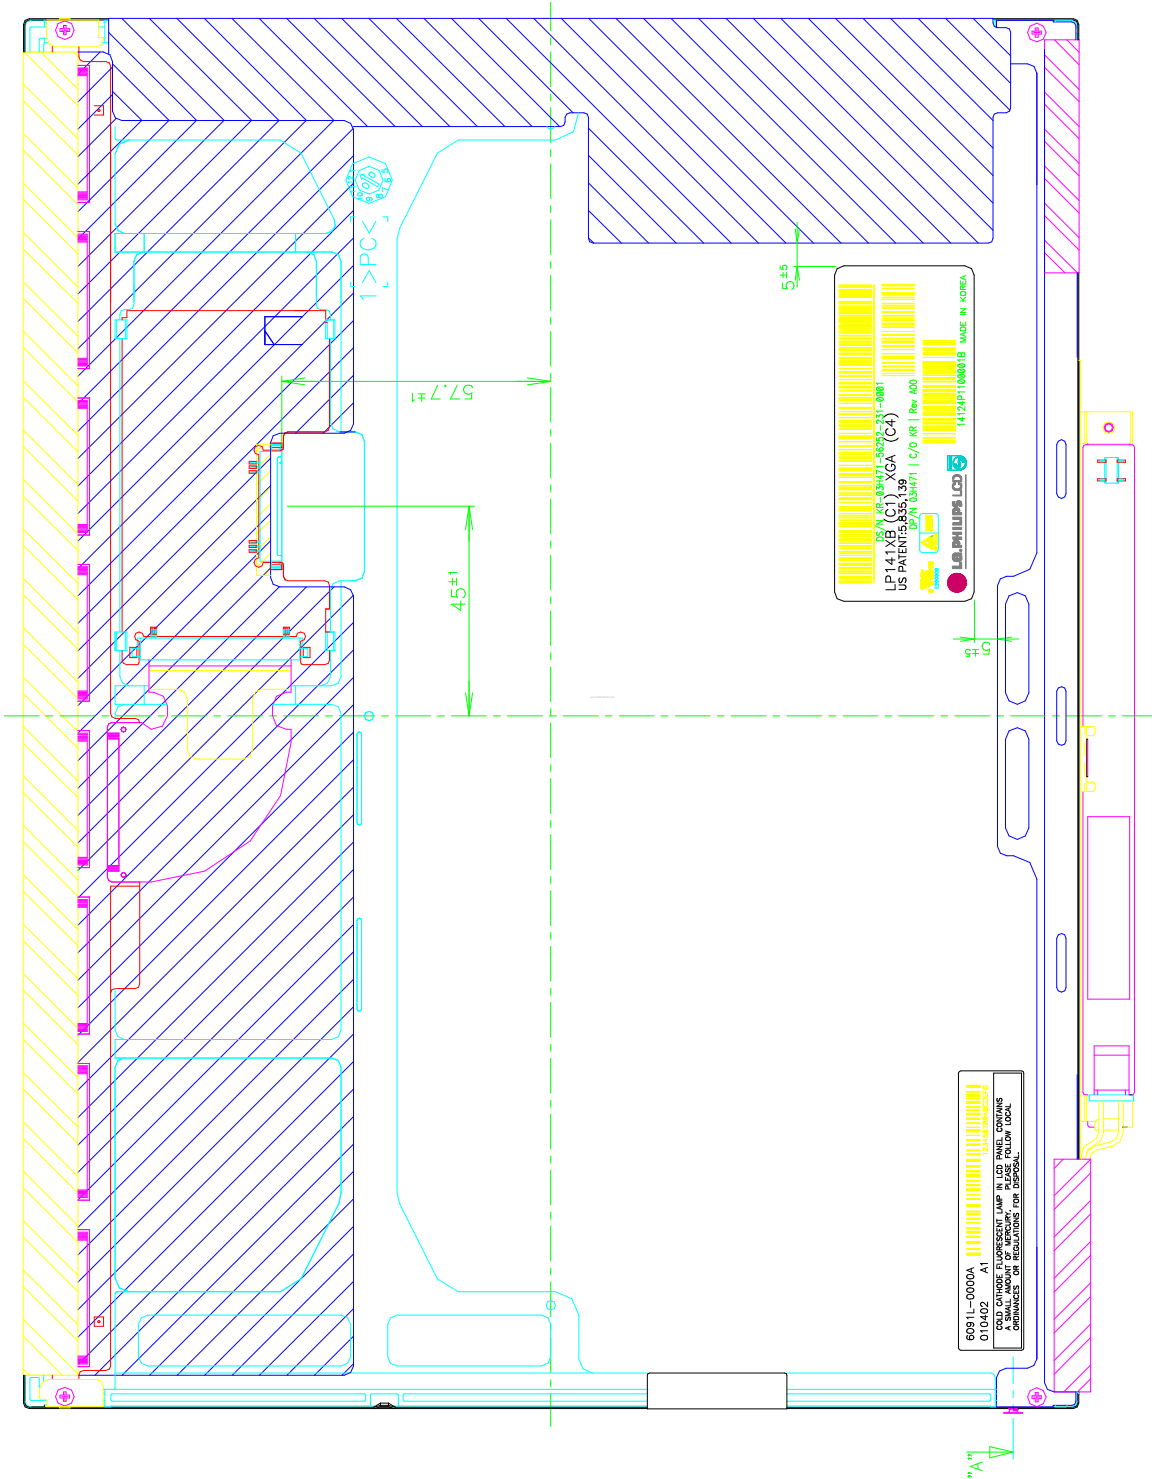 1 >PC<
5±5
57.7±1
45±1
5±5
DS/N KR-03H471-56252-231-0001
LP141XB (C1) XGA (C4)
US PATENT:5,835,139
DP/N 03H471 | C/O KR | Rev A00
14124P1100001B MADE IN KOREA
LG.PHILIPS LCD
6091L-0000A
010402 A1
COLD CATHODE FLUORESCENT LAMP IN LCD PANEL CONTAINS
A SMALL AMOUNT OF MERCURY. PLEASE FOLLOW LOCAL
ORDINANCES OR REGULATIONS FOR DISPOSAL.
"A"